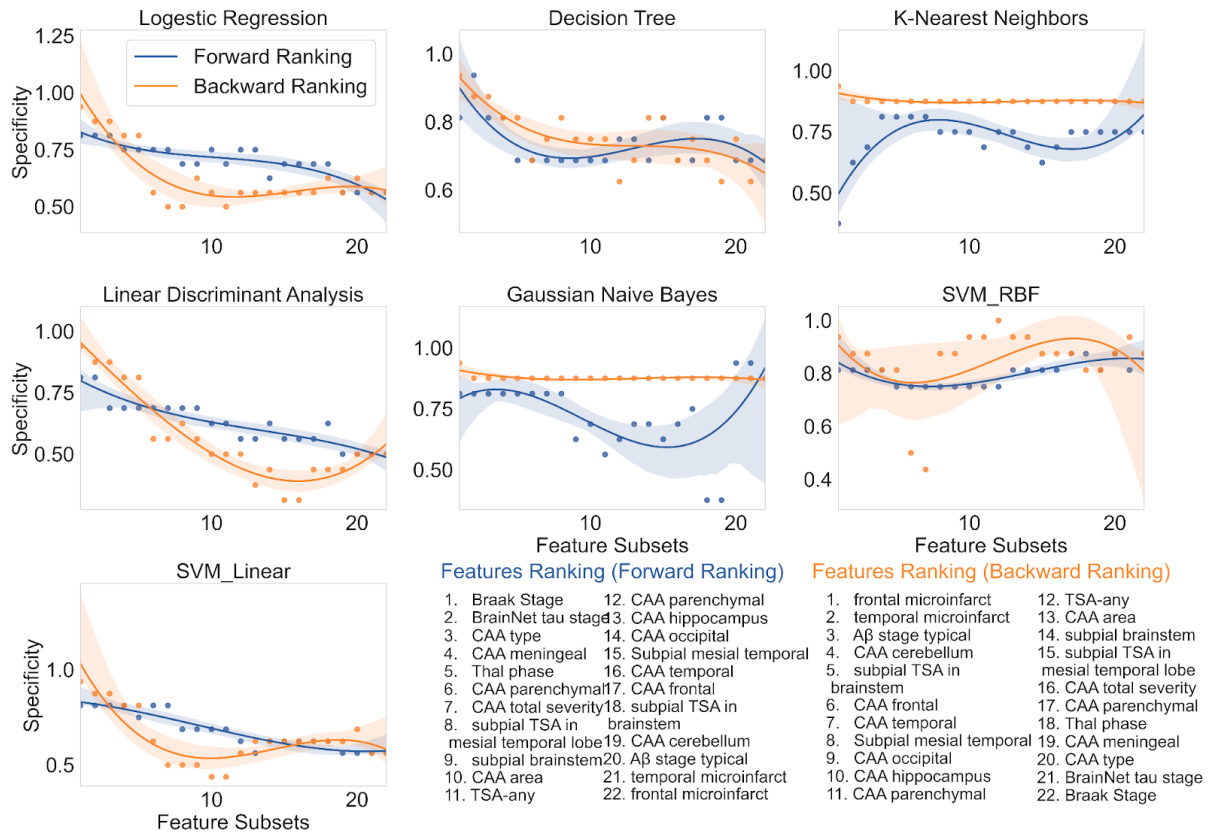 Logestic Regression
Decision Tree
K-Nearest Neighbors
Specificity
1.25
1.00
0.75
0.50
Forward Ranking
Backward Ranking
10
20
1.0
0.8
0.6
10
20
1.00
0.75
0.50
10
20
Linear Discriminant Analysis
Gaussian Naive Bayes
SVM_RBF
Specificity
1.00
0.75
0.50
10
20
1.00
0.75
0.50
10
20
Feature Subsets
1.0
0.8
0.6
0.4
10
20
Feature Subsets
SVM_Linear
Specificity
1.0
0.5
10
20
Feature Subsets
Features Ranking (Forward Ranking)
1. Braak Stage
2. BrainNet tau stage
3. CAA type
4. CAA meningeal
5. Thal phase
6. CAA parenchymal
7. CAA total severity
8. subpial TSA in
mesial temporal lobe
9. subpial brainstem
10. CAA area
11. TSA-any
12. CAA parenchymal
13. CAA hippocampus
14. CAA occipital
15. Subpial mesial temporal
16. CAA temporal
17. CAA frontal
18. subpial TSA in
brainstem
19. CAA cerebellum
20. Aβ stage typical
21. temporal microinfarct
22. frontal microinfarct
Features Ranking (Backward Ranking)
1. frontal microinfarct
2. temporal microinfarct
3. Aβ stage typical
4. CAA cerebellum
5. subpial TSA in
brainstem
6. CAA frontal
7. CAA temporal
8. Subpial mesial temporal
9. CAA occipital
10. CAA hippocampus
11. CAA parenchymal
12. TSA-any
13. CAA area
14. subpial brainstem
15. subpial TSA in
mesial temporal lobe
16. CAA total severity
17. CAA parenchymal
18. Thal phase
19. CAA meningeal
20. CAA type
21. BrainNet tau stage
22. Braak Stage